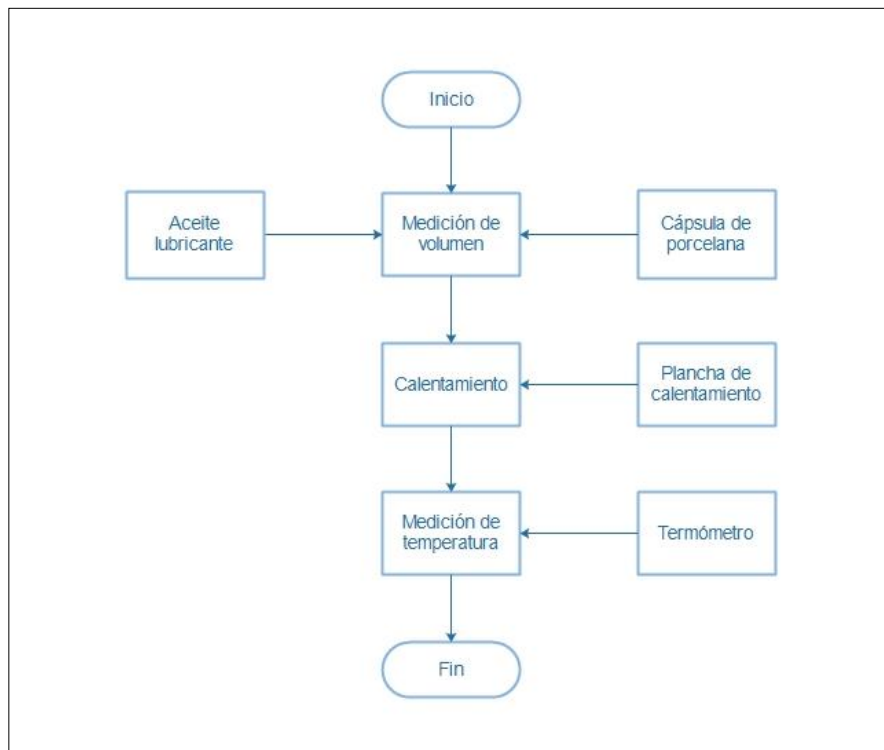 Inicio
Aceite
lubricante
Medición de
volumen
Cápsula de
porcelana
Calentamiento
Plancha de
calentamiento
Medición de
temperatura
Termómetro
Fin